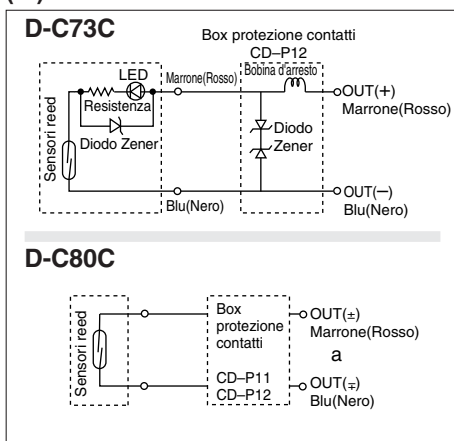 D-C73C
Box protezione contatti
CD–P12
LED
Marrone(Rosso)
Bobina d'arresto
OUT(+)
Marrone(Rosso)
Resistenza
Diodo Zener
Diodo
Zener
Sensori reed
Blu(Nero)
OUT(–)
Blu(Nero)
D-C80C
Sensori reed
Box
protezione
contatti
CD–P11
CD–P12
OUT(±)
Marrone(Rosso)
a
OUT(∓)
Blu(Nero)